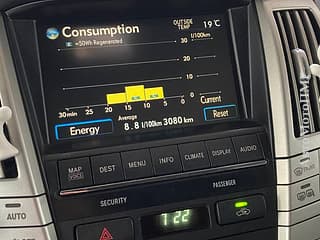 Consumption
OUTSIDE TEMP 19℃
=50Wh Regenerated
30 l/100km
20
10
0
30min 25 20 15 10 5 0
Current
Energy
Average
8.8 l/100km 3080 km
Reset
MAP VOICE
DEST
MENU
INFO
CLIMATE
DISPLAY
AUDIO
SECURITY
PASSENGER
AUTO
7:22
OFF